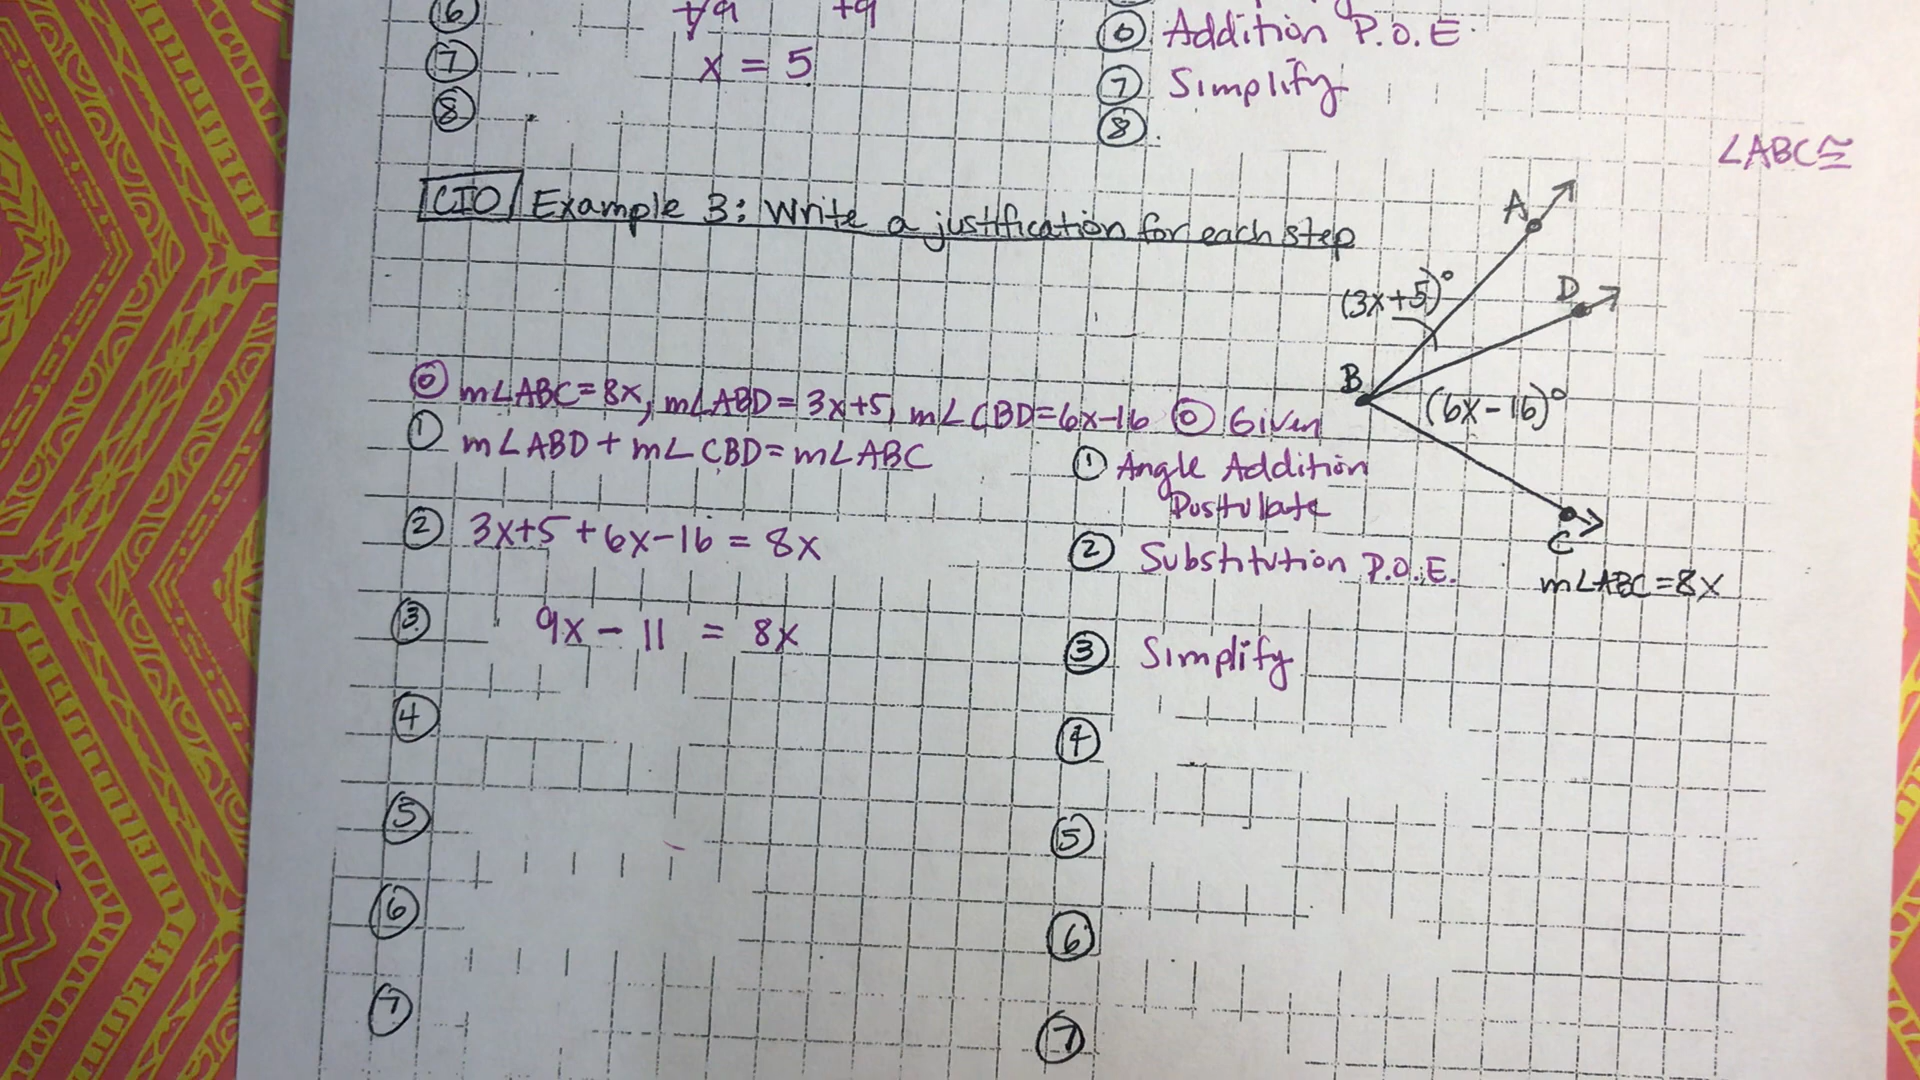 ⑥ +9 +9 ⑥ Addition P.O.E.
⑦ x = 5 ⑦ Simplify
⑧ ⑧
∠ABC≅
CIO Example 3: Write a justification for each step
A
D
(3x+5)°
B
(6x-16)°
C
m∠ABC=8x
⓪ m∠ABC=8x, m∠ABD=3x+5, m∠CBD=6x-16 ⓪ Given
① m∠ABD + m∠CBD = m∠ABC ① Angle Addition
Postulate
② 3x+5+6x-16 = 8x ② Substitution P.O.E.
③ 9x - 11 = 8x ③ Simplify
④ ④
⑤ ⑤
⑥ ⑥
⑦ ⑦